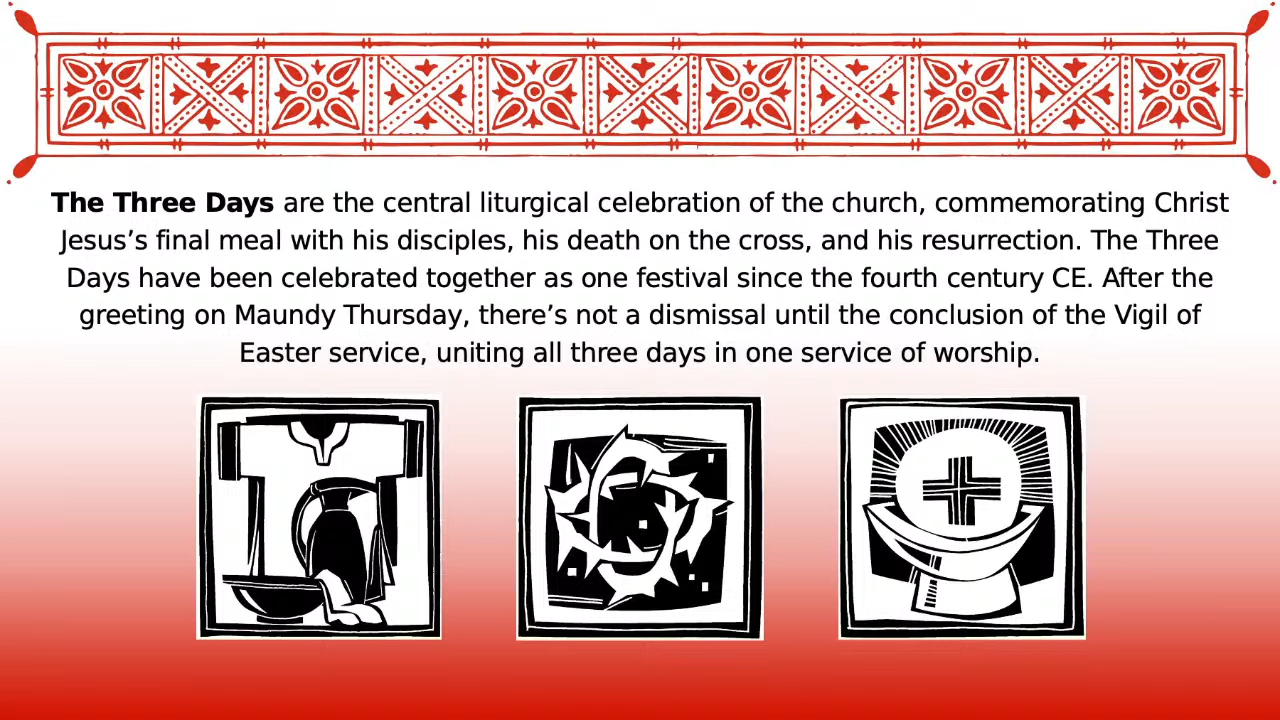 The Three Days are the central liturgical celebration of the church, commemorating Christ
Jesus’s final meal with his disciples, his death on the cross, and his resurrection. The Three
Days have been celebrated together as one festival since the fourth century CE. After the
greeting on Maundy Thursday, there’s not a dismissal until the conclusion of the Vigil of
Easter service, uniting all three days in one service of worship.